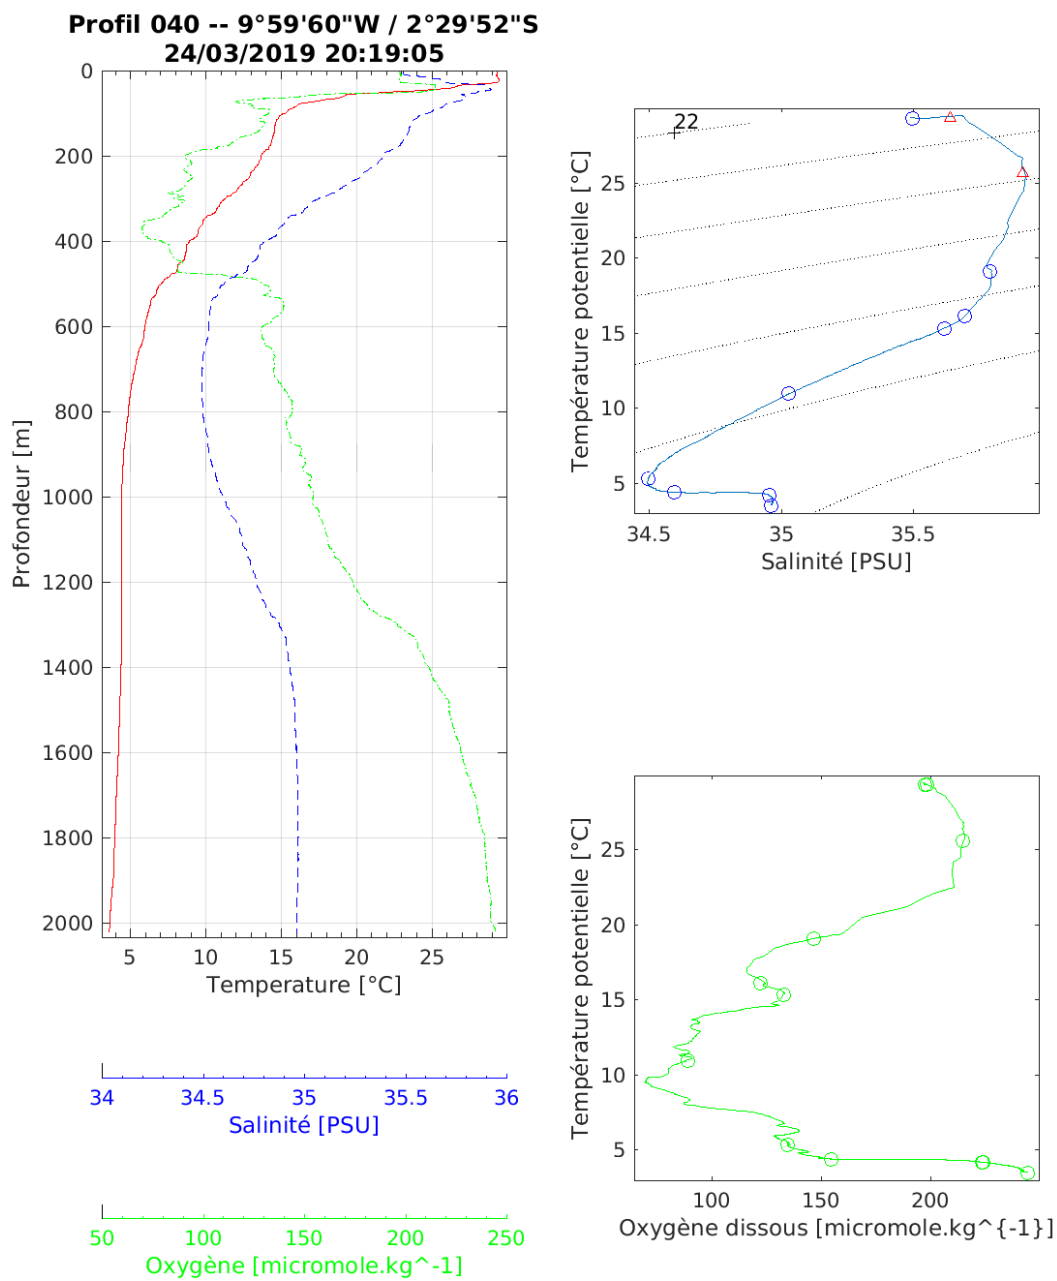 Profil 040 -- 9°59'60"W / 2°29'52"S
24/03/2019 20:19:05
0
200
400
600
800
1000
1200
1400
1600
1800
2000
Profondeur [m]
5 10 15 20 25
Temperature [°C]
34 34.5 35 35.5 36
Salinité [PSU]
50 100 150 200 250
Oxygène [micromole.kg^-1]
22
25
20
15
10
5
Température potentielle [°C]
34.5 35 35.5
Salinité [PSU]
25
20
15
10
5
Température potentielle [°C]
100 150 200
Oxygène dissous [micromole.kg^{-1}]